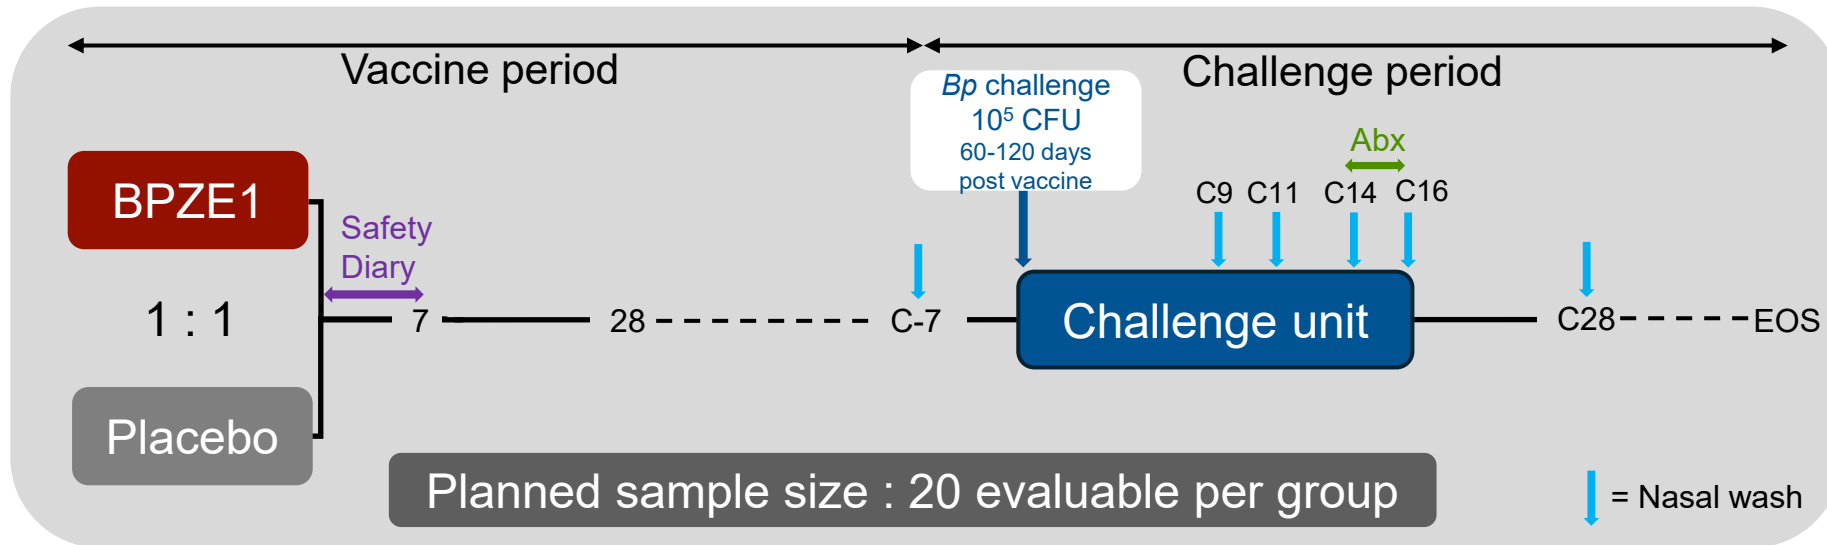 Vaccine period
Challenge period
Bp challenge
10⁵ CFU
60-120 days
post vaccine
Abx
BPZE1
C9
C11
C14
C16
Safety
Diary
1 : 1
7
28
C-7
Challenge unit
C28
EOS
Placebo
Planned sample size : 20 evaluable per group
= Nasal wash